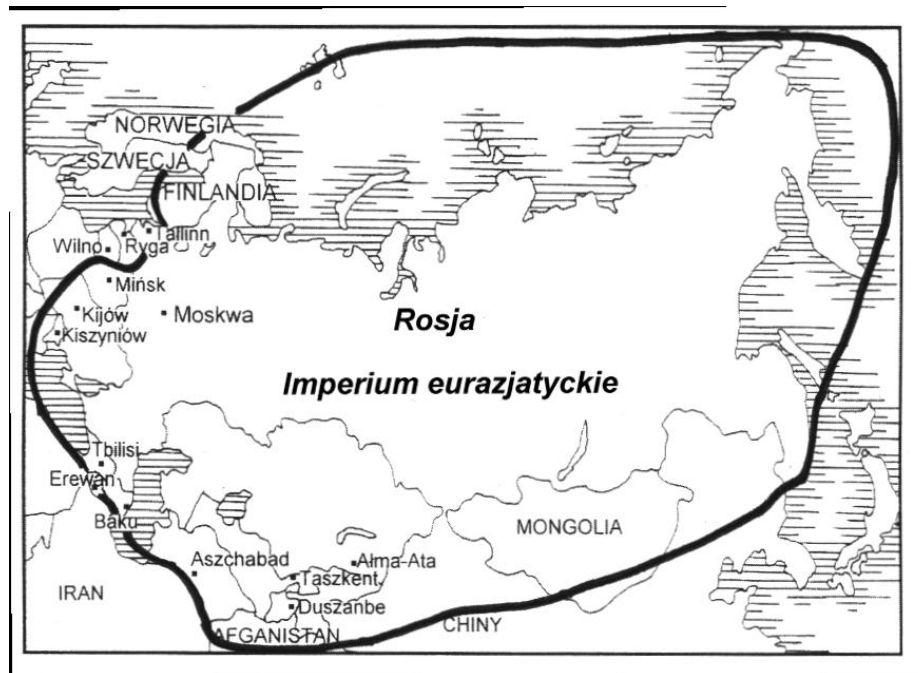 NORWEGIA
SZWECJA
FINLANDIA
Tallinn
Wilno
Ryga
Mińsk
Kijów
Moskwa
Kiszyniów
Rosja
Imperium eurazjatyckie
Tbilisi
Erewan
Baku
MONGOLIA
Aszchabad
Ałma-Ata
Taszkent
IRAN
Duszanbe
CHINY
AFGANISTAN